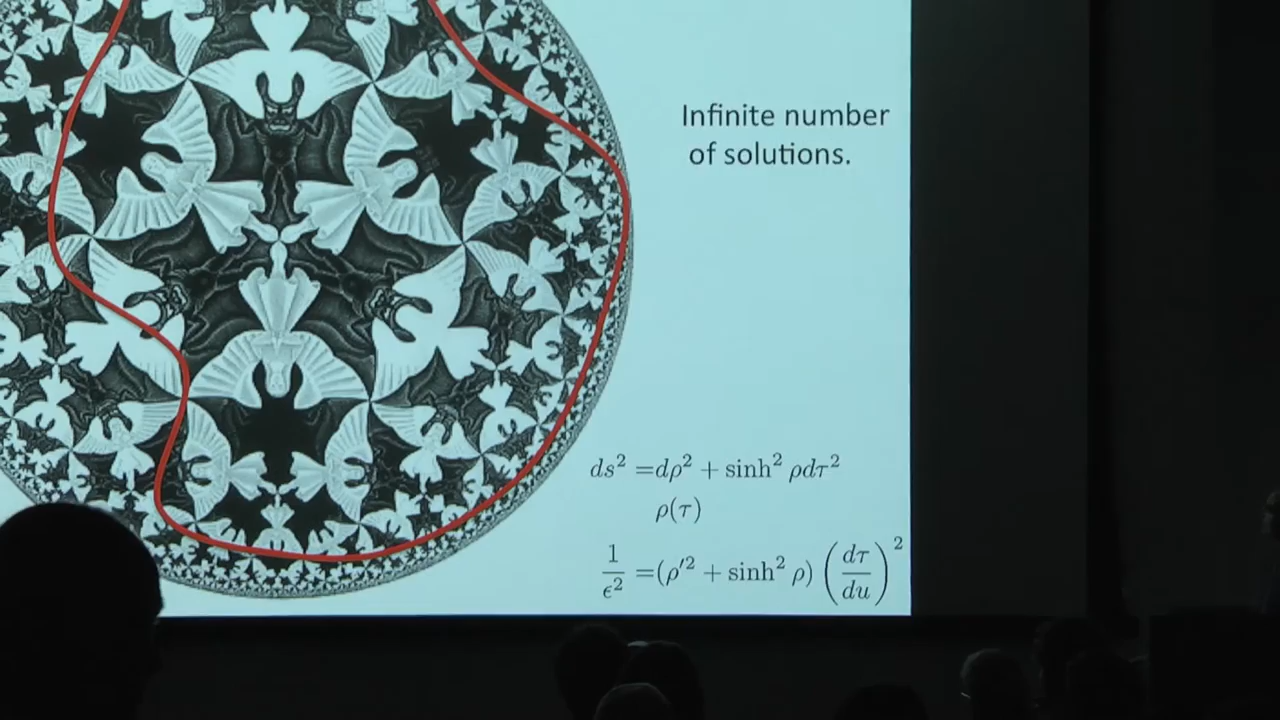 Infinite number
of solutions.
ds² =dρ² + sinh² ρdτ²
ρ(τ)
1/ϵ² =(ρ′² + sinh² ρ) (dτ/du)²